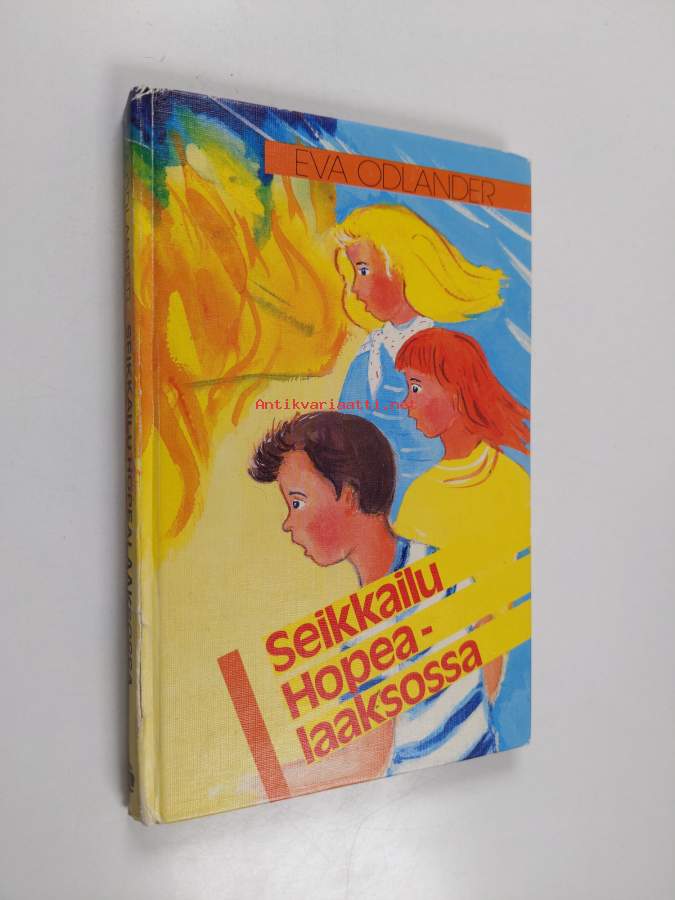 EVA ODLANDER
Antikvariaatti.net
Seikkailu
Hopea-
laaksossa
SEIKKAILU HOPEALAAKSOSSA